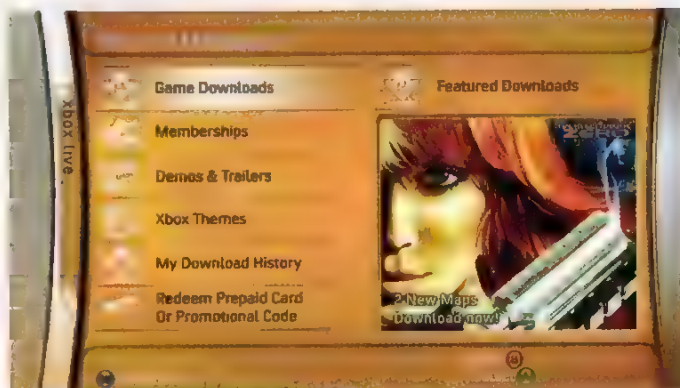 xbox live.
Game Downloads
Memberships
Demos & Trailers
Xbox Themes
My Download History
Redeem Prepaid Card
Or Promotional Code
Featured Downloads
ZERO
2 New Maps
Download now!